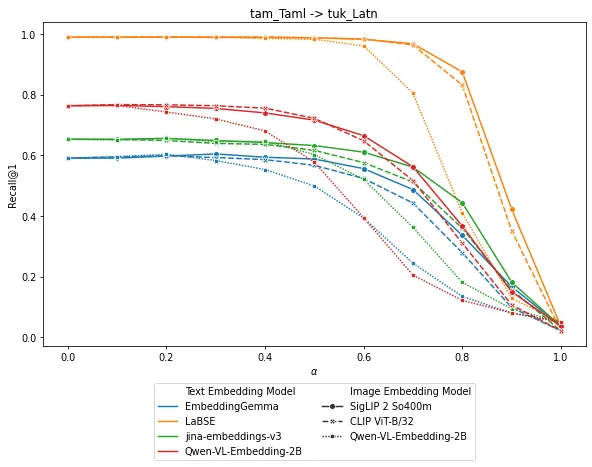 tam_Taml -> tuk_Latn
Recall@1
1.0
0.8
0.6
0.4
0.2
0.0
0.0 0.2 0.4 0.6 0.8 1.0
α
Text Embedding Model
EmbeddingGemma
LaBSE
jina-embeddings-v3
Qwen-VL-Embedding-2B
Image Embedding Model
SigLIP 2 So400m
CLIP ViT-B/32
Qwen-VL-Embedding-2B